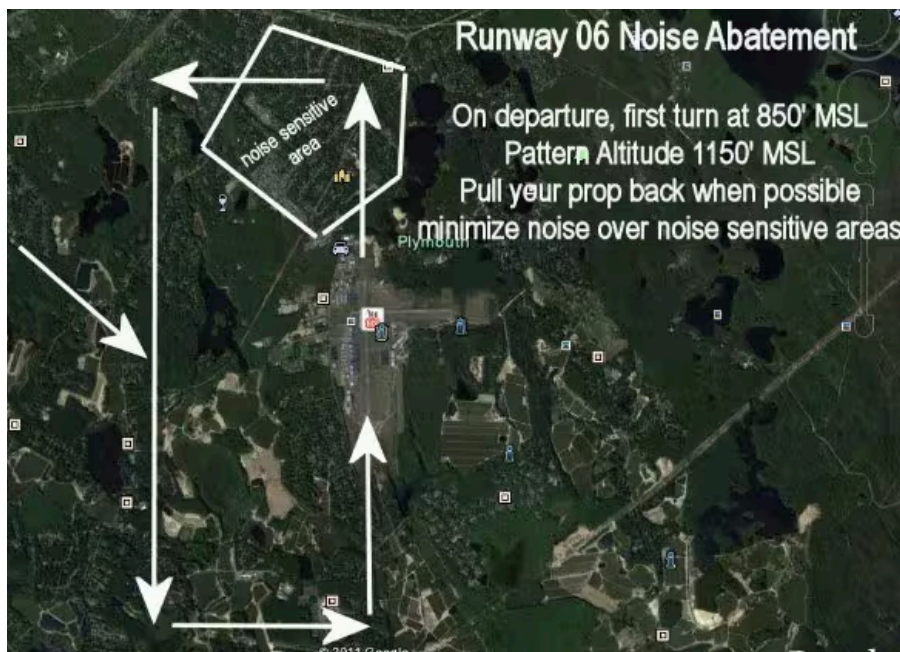 Runway 06 Noise Abatement
On departure, first turn at 850' MSL
Pattern Altitude 1150' MSL
Pull your prop back when possible
minimize noise over noise sensitive areas
noise sensitive
area
Plymouth
© 2011 Google